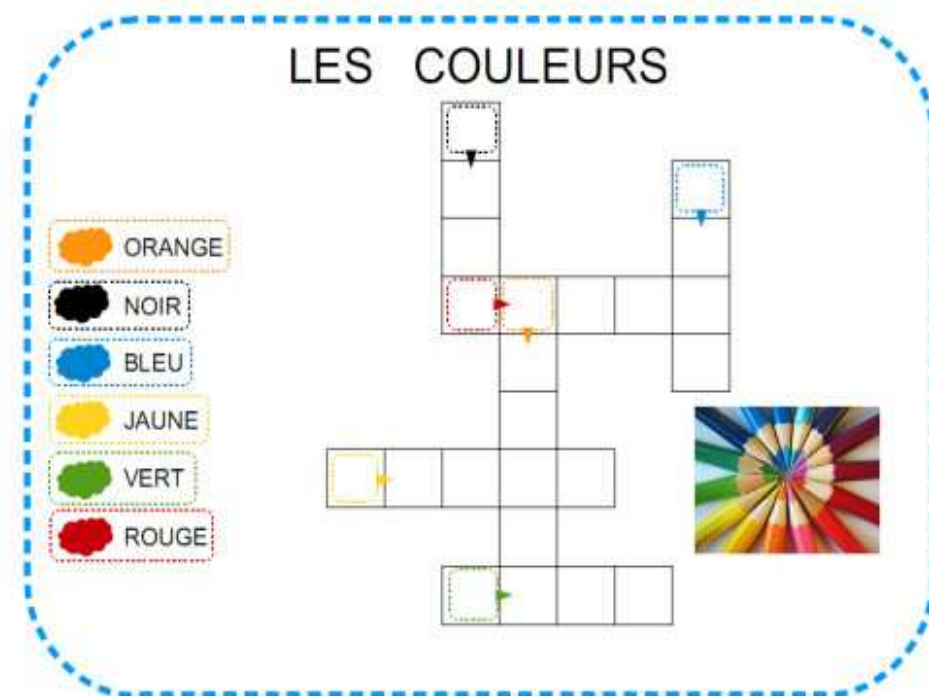 LES COULEURS
ORANGE
NOIR
BLEU
JAUNE
VERT
ROUGE